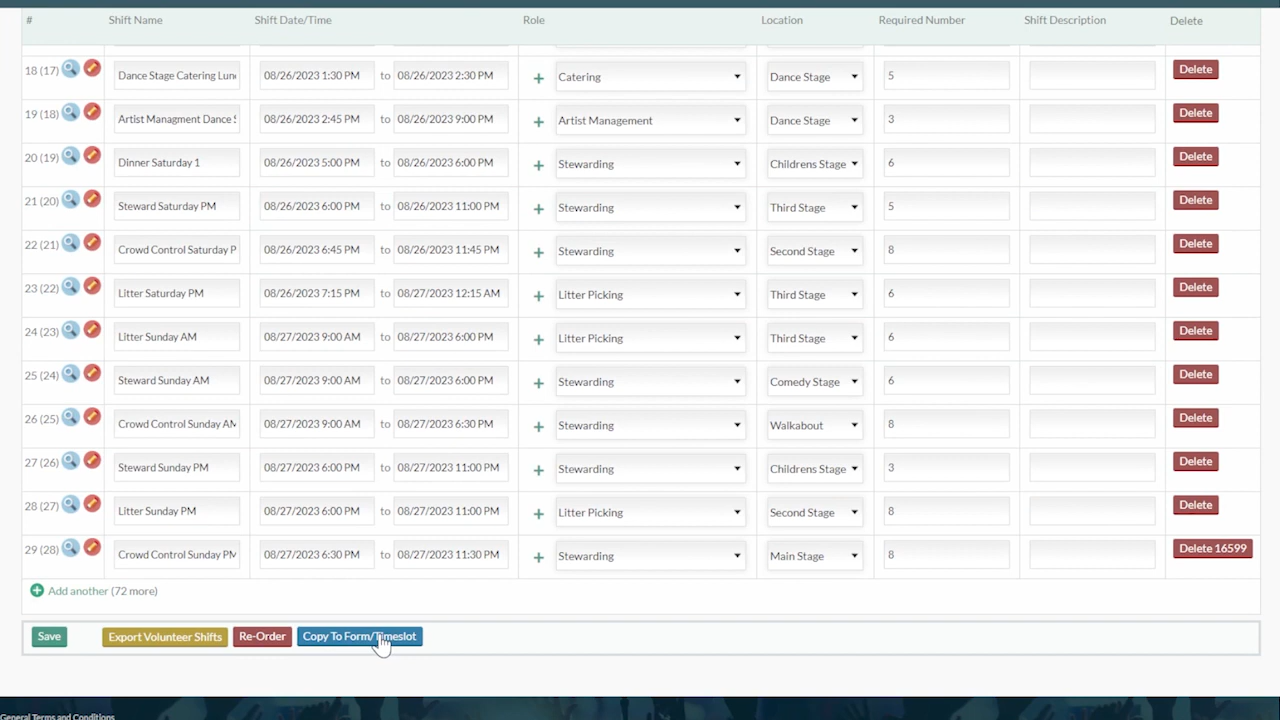 # Shift Name Shift Date/Time Role Location Required Number Shift Description Delete
18 (17) Dance Stage Catering Lun 08/26/2023 1:30 PM to 08/26/2023 2:30 PM + Catering Dance Stage 5 Delete
19 (18) Artist Managment Dance S 08/26/2023 2:45 PM to 08/26/2023 9:00 PM + Artist Management Dance Stage 3 Delete
20 (19) Dinner Saturday 1 08/26/2023 5:00 PM to 08/26/2023 6:00 PM + Stewarding Childrens Stage 6 Delete
21 (20) Steward Saturday PM 08/26/2023 6:00 PM to 08/26/2023 11:00 PM + Stewarding Third Stage 5 Delete
22 (21) Crowd Control Saturday P 08/26/2023 6:45 PM to 08/26/2023 11:45 PM + Stewarding Second Stage 8 Delete
23 (22) Litter Saturday PM 08/26/2023 7:15 PM to 08/27/2023 12:15 AM + Litter Picking Third Stage 6 Delete
24 (23) Litter Sunday AM 08/27/2023 9:00 AM to 08/27/2023 6:00 PM + Litter Picking Third Stage 6 Delete
25 (24) Steward Sunday AM 08/27/2023 9:00 AM to 08/27/2023 6:00 PM + Stewarding Comedy Stage 6 Delete
26 (25) Crowd Control Sunday AM 08/27/2023 9:00 AM to 08/27/2023 6:30 PM + Stewarding Walkabout 8 Delete
27 (26) Steward Sunday PM 08/27/2023 6:00 PM to 08/27/2023 11:00 PM + Stewarding Childrens Stage 3 Delete
28 (27) Litter Sunday PM 08/27/2023 6:00 PM to 08/27/2023 11:00 PM + Litter Picking Second Stage 8 Delete
29 (28) Crowd Control Sunday PM 08/27/2023 6:30 PM to 08/27/2023 11:30 PM + Stewarding Main Stage 8 Delete 16599
Add another (72 more)
Save Export Volunteer Shifts Re-Order Copy To Form/Timeslot
General Terms and Conditions